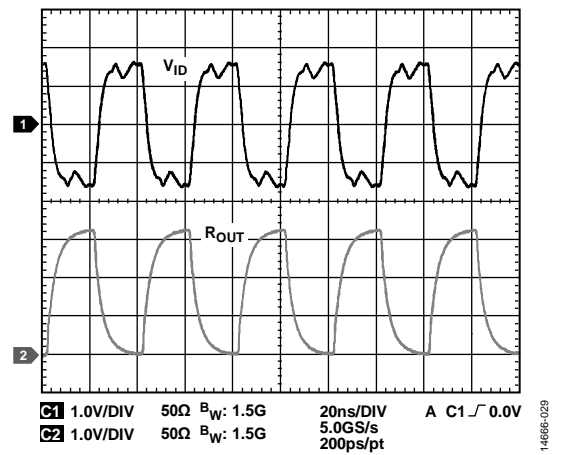 VID
1
ROUT
2
C1 1.0V/DIV 50Ω BW: 1.5G 20ns/DIV A C1 0.0V
C2 1.0V/DIV 50Ω BW: 1.5G 5.0GS/s
200ps/pt
14666-029